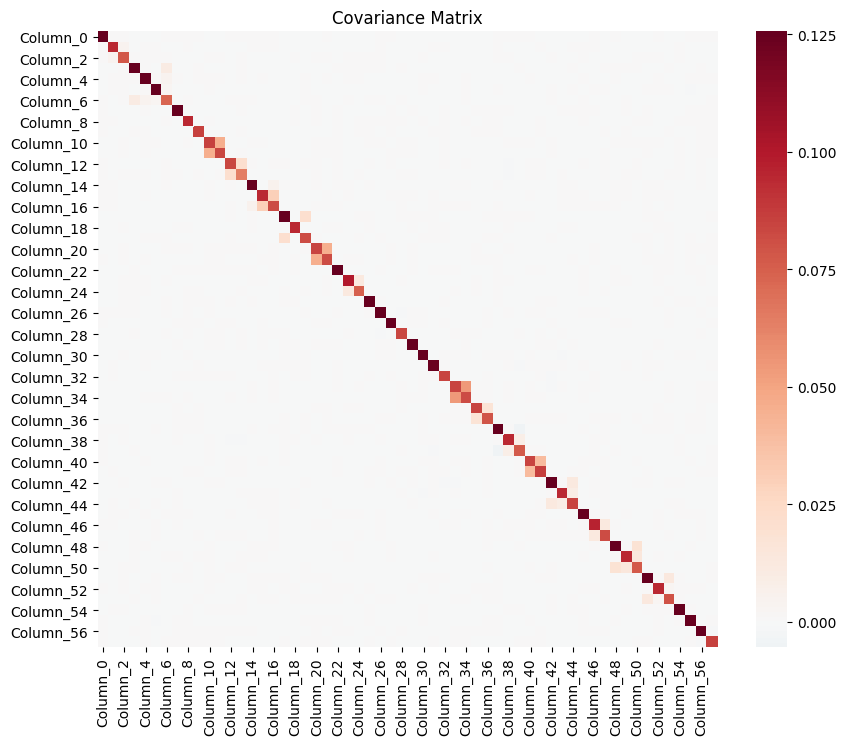 Covariance Matrix
Column_0
Column_2
Column_4
Column_6
Column_8
Column_10
Column_12
Column_14
Column_16
Column_18
Column_20
Column_22
Column_24
Column_26
Column_28
Column_30
Column_32
Column_34
Column_36
Column_38
Column_40
Column_42
Column_44
Column_46
Column_48
Column_50
Column_52
Column_54
Column_56
Column_0
Column_2
Column_4
Column_6
Column_8
Column_10
Column_12
Column_14
Column_16
Column_18
Column_20
Column_22
Column_24
Column_26
Column_28
Column_30
Column_32
Column_34
Column_36
Column_38
Column_40
Column_42
Column_44
Column_46
Column_48
Column_50
Column_52
Column_54
Column_56
0.125
0.100
0.075
0.050
0.025
0.000